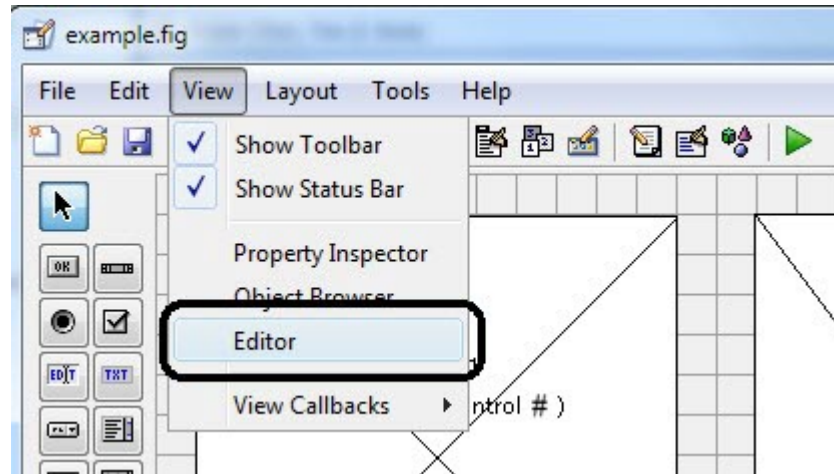 example.fig
File Edit View Layout Tools Help
Show Toolbar
Show Status Bar
Property Inspector
Object Browser
Editor
View Callbacks
ntrol # )
OK
EDIT TXT